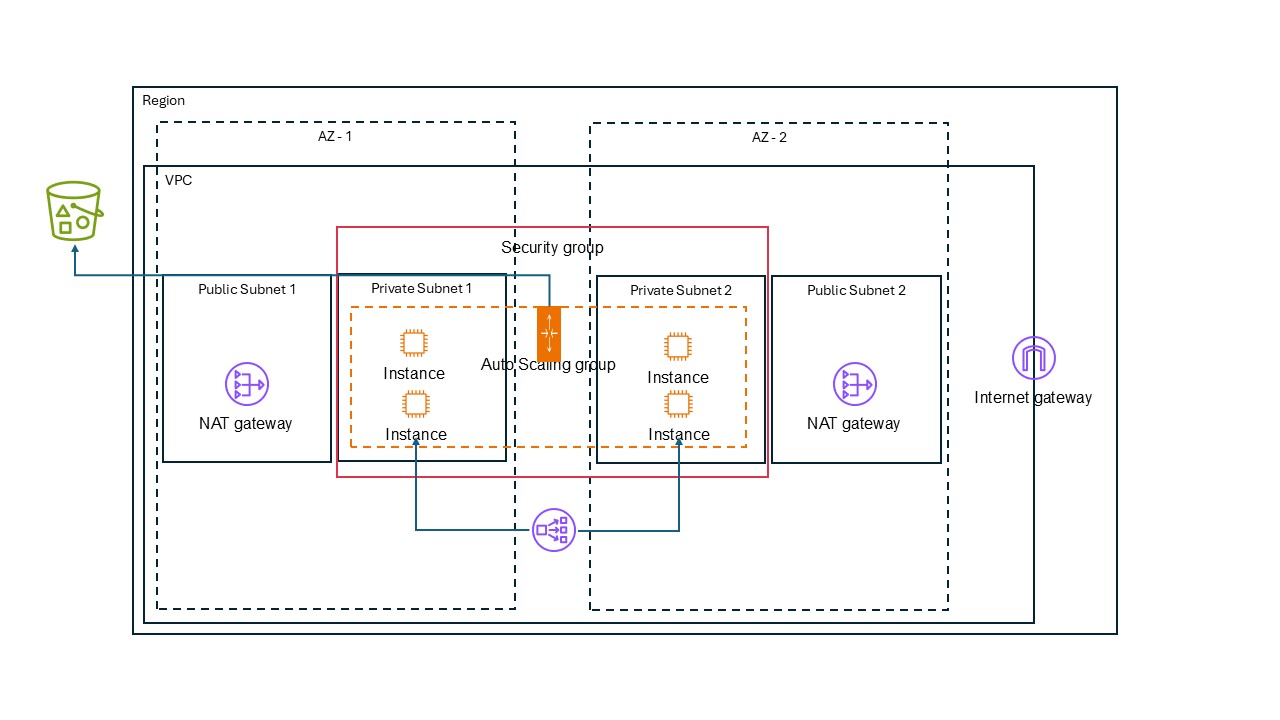 Region
AZ - 1
AZ - 2
VPC
Security group
Public Subnet 1
Private Subnet 1
Private Subnet 2
Public Subnet 2
Instance
Auto Scaling group
Instance
NAT gateway
Instance
Instance
NAT gateway
Internet gateway